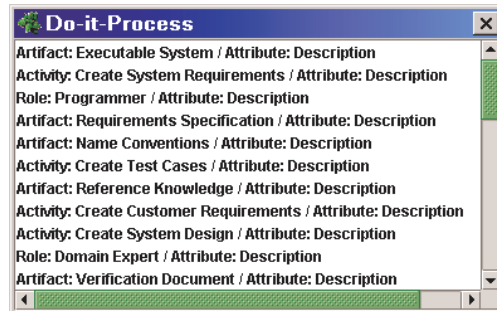 Do-it-Process
Artifact: Executable System / Attribute: Description
Activity: Create System Requirements / Attribute: Description
Role: Programmer / Attribute: Description
Artifact: Requirements Specification / Attribute: Description
Artifact: Name Conventions / Attribute: Description
Activity: Create Test Cases / Attribute: Description
Artifact: Reference Knowledge / Attribute: Description
Activity: Create Customer Requirements / Attribute: Description
Activity: Create System Design / Attribute: Description
Role: Domain Expert / Attribute: Description
Artifact: Verification Document / Attribute: Description